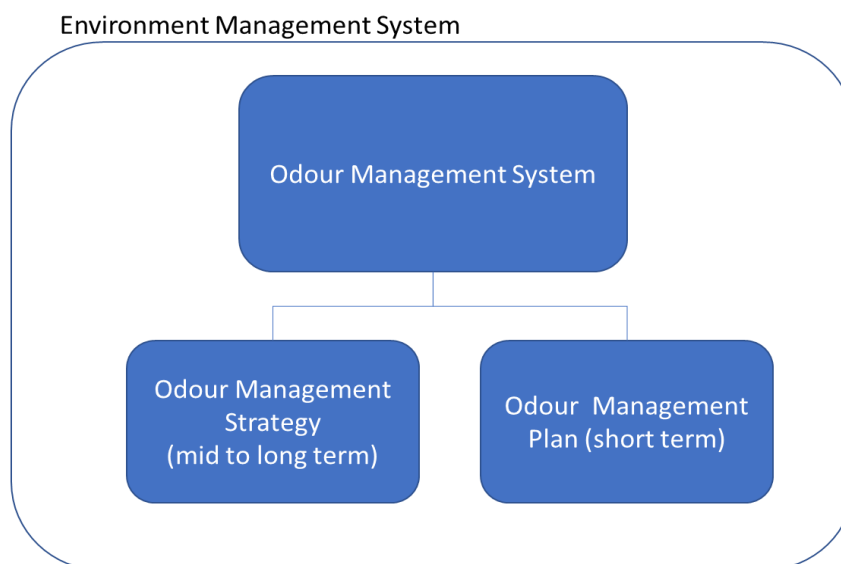 Environment Management System
Odour Management System
Odour Management
Strategy
(mid to long term)
Odour  Management
Plan (short term)